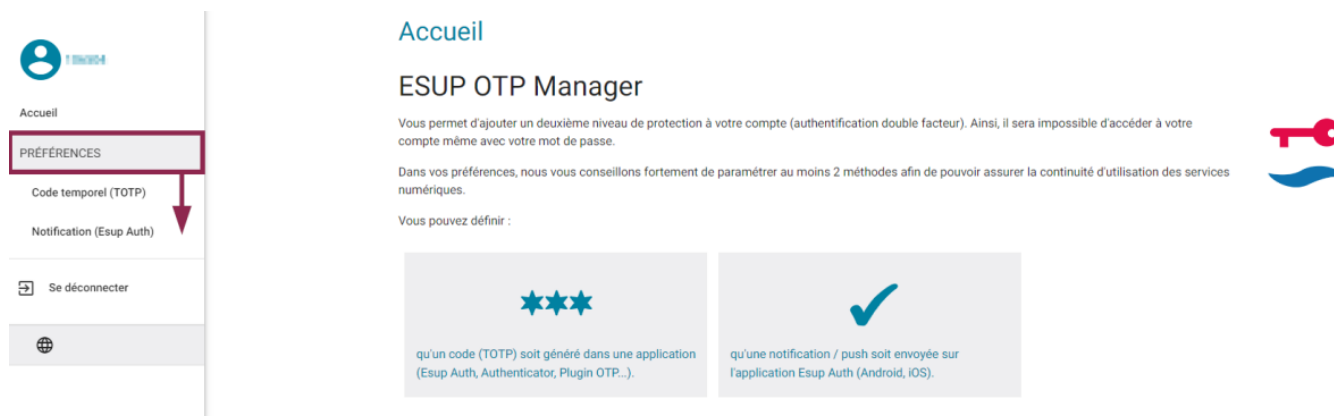 Accueil
PRÉFÉRENCES
Code temporel (TOTP)
Notification (Esup Auth)
Se déconnecter
Accueil
ESUP OTP Manager
Vous permet d'ajouter un deuxième niveau de protection à votre compte (authentification double facteur). Ainsi, il sera impossible d'accéder à votre
compte même avec votre mot de passe.
Dans vos préférences, nous vous conseillons fortement de paramétrer au moins 2 méthodes afin de pouvoir assurer la continuité d'utilisation des services
numériques.
Vous pouvez définir :
qu'un code (TOTP) soit généré dans une application
(Esup Auth, Authenticator, Plugin OTP...).
qu'une notification / push soit envoyée sur
l'application Esup Auth (Android, iOS).